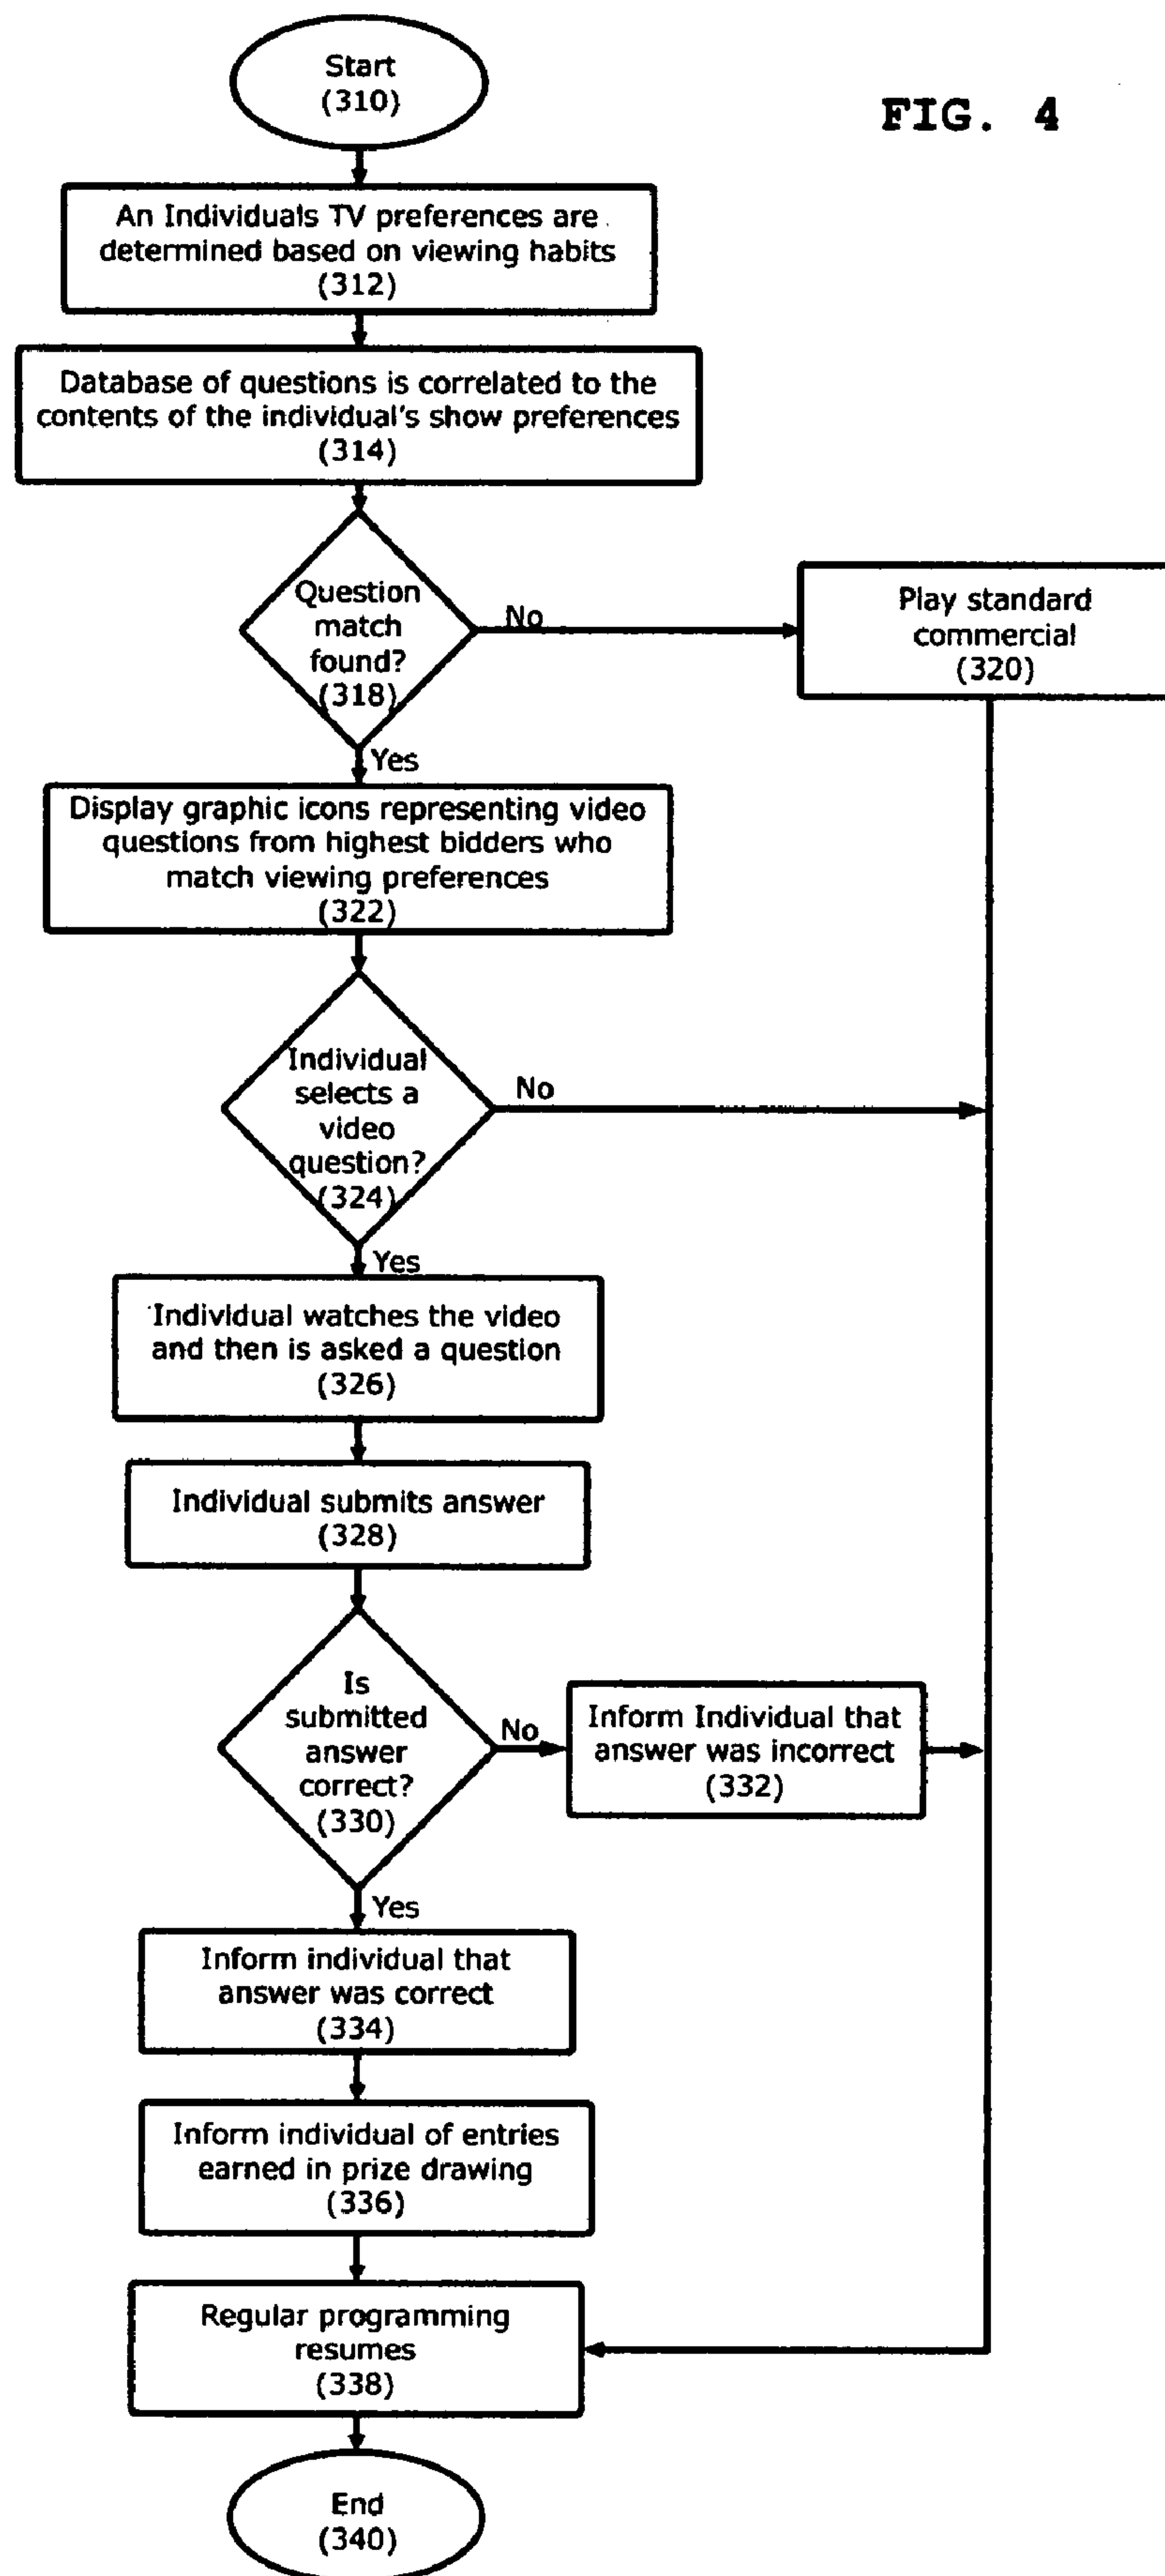 FIG. 4
Start
(310)
An Individuals TV preferences are
determined based on viewing habits
(312)
Database of questions is correlated to the
contents of the individual's show preferences
(314)
Question
match
found?
(318)
No
Play standard
commercial
(320)
Yes
Display graphic icons representing video
questions from highest bidders who
match viewing preferences
(322)
Individual
selects a
video
question?
(324)
No
Yes
Individual watches the video
and then is asked a question
(326)
Individual submits answer
(328)
Is
submitted
answer
correct?
(330)
No
Inform Individual that
answer was incorrect
(332)
Yes
Inform individual that
answer was correct
(334)
Inform individual of entries
earned in prize drawing
(336)
Regular programming
resumes
(338)
End
(340)